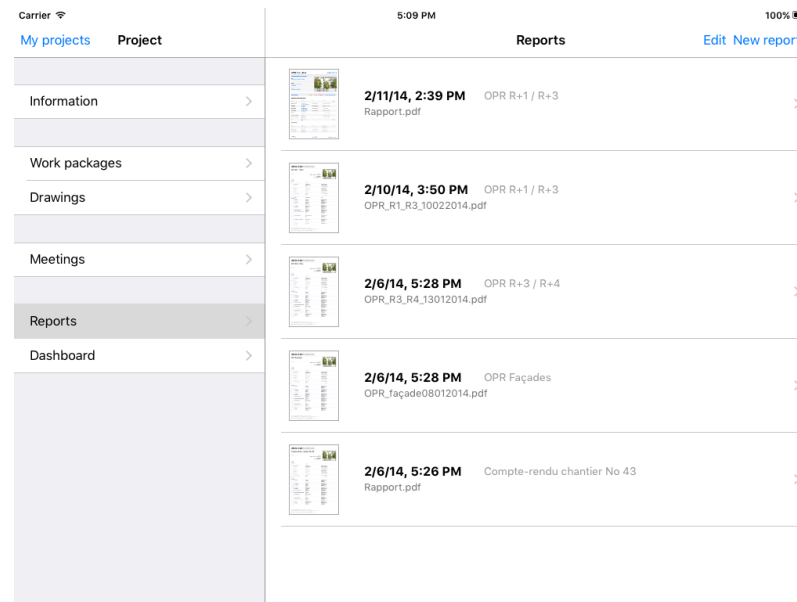 Carrier
5:09 PM
100%
My projects
Project
Reports
Edit
New repor
Information
Work packages
Drawings
Meetings
Reports
Dashboard
2/11/14, 2:39 PM OPR R+1 / R+3
Rapport.pdf
2/10/14, 3:50 PM OPR R+1 / R+3
OPR_R1_R3_10022014.pdf
2/6/14, 5:28 PM OPR R+3 / R+4
OPR_R3_R4_13012014.pdf
2/6/14, 5:28 PM OPR Façades
OPR_façade08012014.pdf
2/6/14, 5:26 PM Compte-rendu chantier No 43
Rapport.pdf